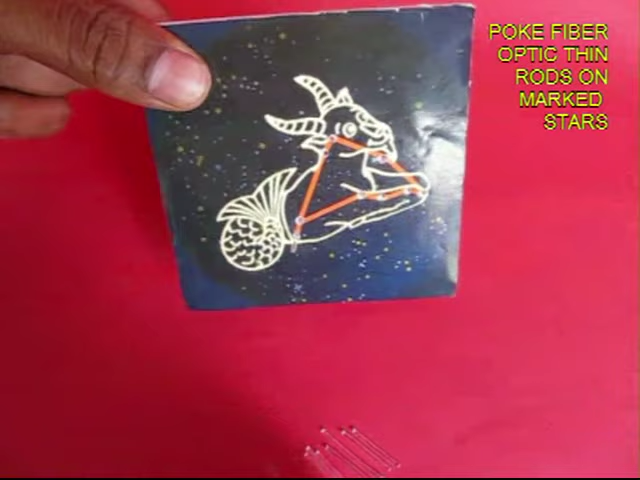 POKE FIBER
OPTIC THIN
RODS ON
MARKED
STARS